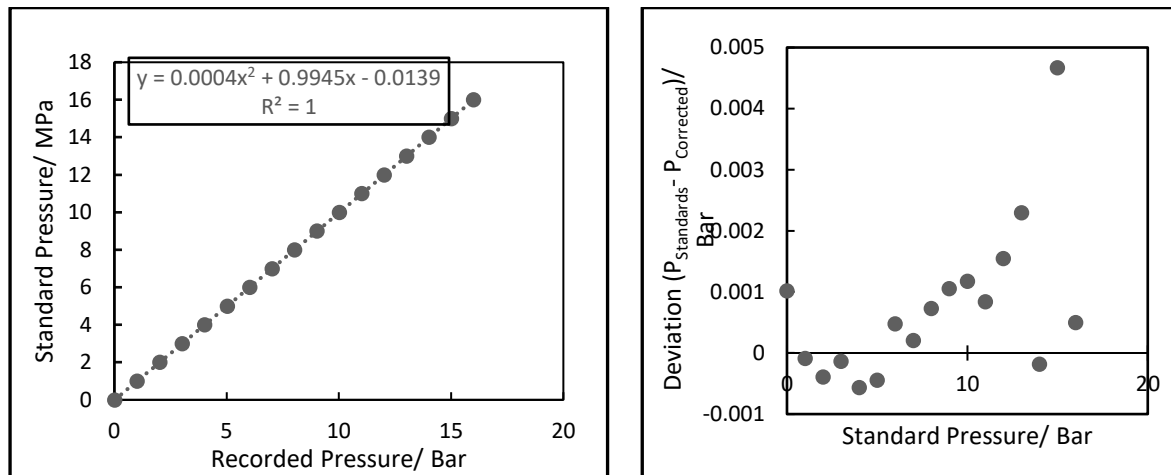 y = 0.0004x² + 0.9945x - 0.0139
R² = 1
Standard Pressure/ MPa
18
16
14
12
10
8
6
4
2
0
0 5 10 15 20
Recorded Pressure/ Bar
Deviation (P_Standards- P_Corrected)/
Bar
0.005
0.004
0.003
0.002
0.001
0
-0.001
0 10 20
Standard Pressure/ Bar